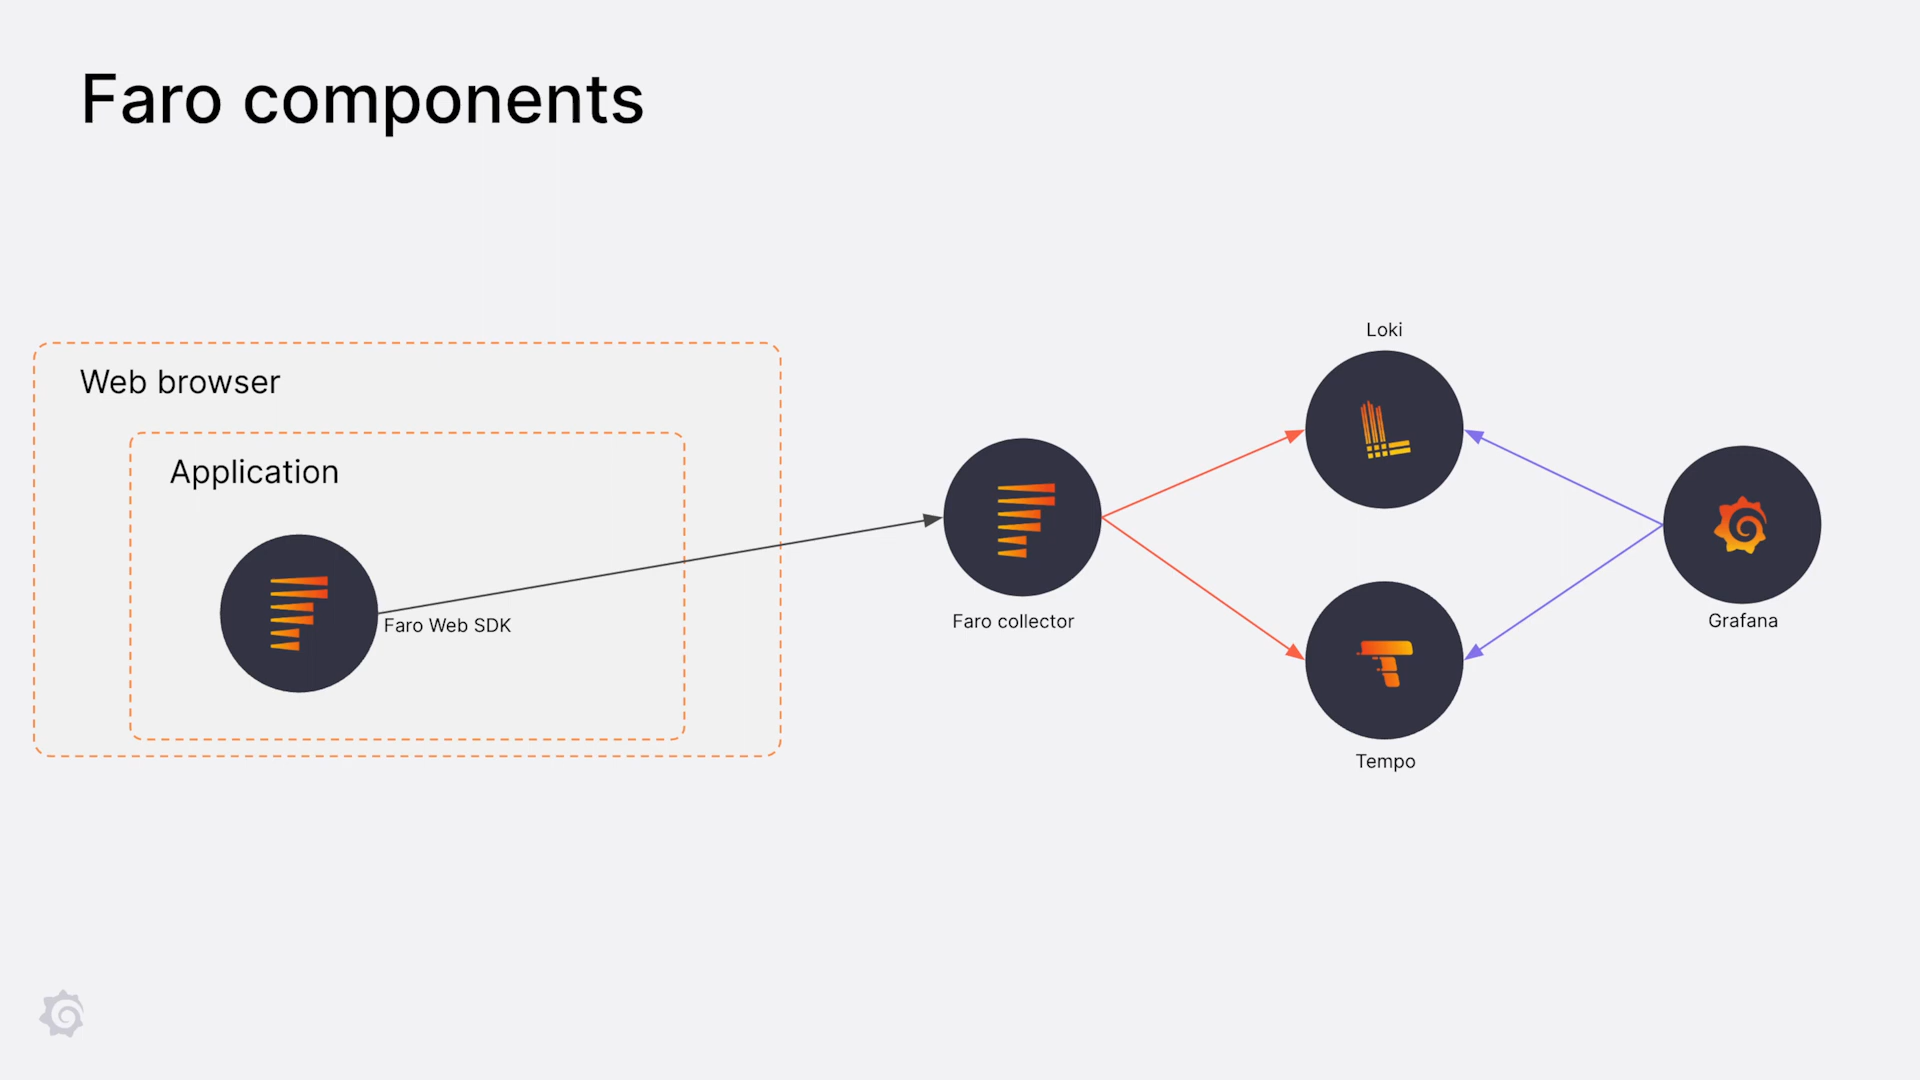 Faro components
Web browser
Application
Faro Web SDK
Faro collector
Loki
Tempo
Grafana